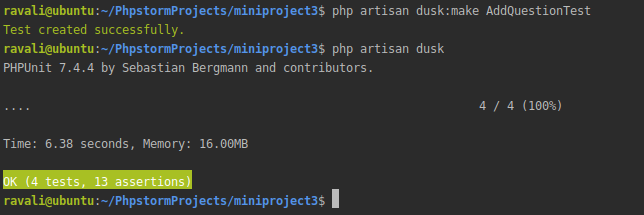 ravali@ubuntu:~/PhpstormProjects/miniproject3$ php artisan dusk:make AddQuestionTest
Test created successfully.
ravali@ubuntu:~/PhpstormProjects/miniproject3$ php artisan dusk
PHPUnit 7.4.4 by Sebastian Bergmann and contributors.
.... 4 / 4 (100%)
Time: 6.38 seconds, Memory: 16.00MB
OK (4 tests, 13 assertions)
ravali@ubuntu:~/PhpstormProjects/miniproject3$